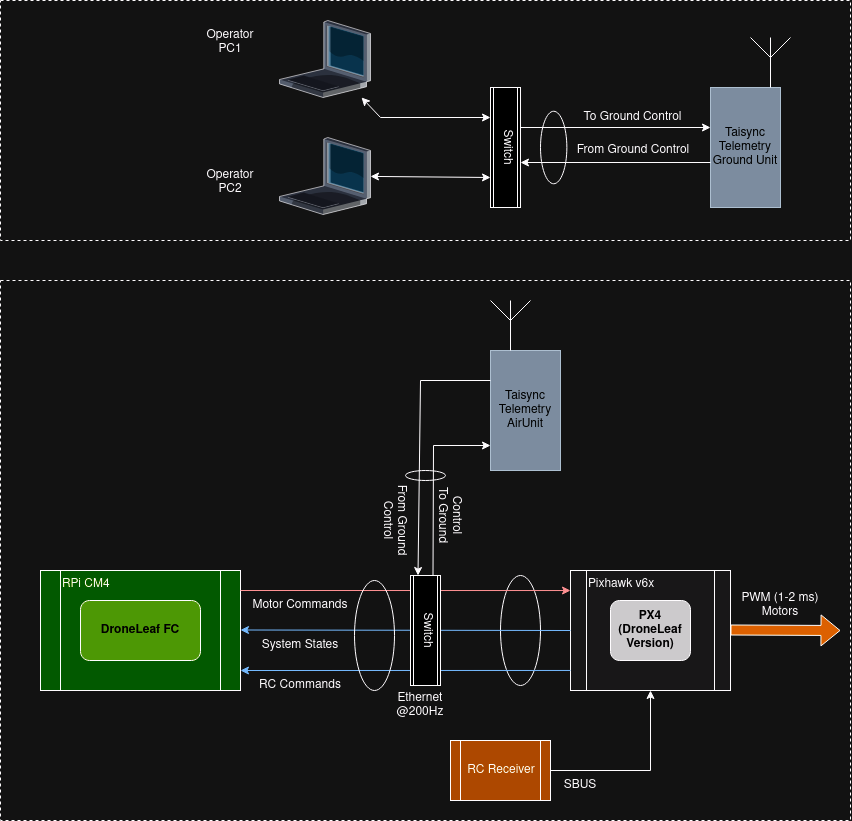 Operator
PC1
To Ground Control
Switch
From Ground Control
Taisync
Telemetry
Ground Unit
Operator
PC2
Taisync
Telemetry
AirUnit
From Ground
Control
Control
To Ground
RPi CM4
DroneLeaf FC
Motor Commands
System States
RC Commands
Switch
Ethernet
@200Hz
Pixhawk v6x
PX4
(DroneLeaf
Version)
PWM (1-2 ms)
Motors
RC Receiver
SBUS